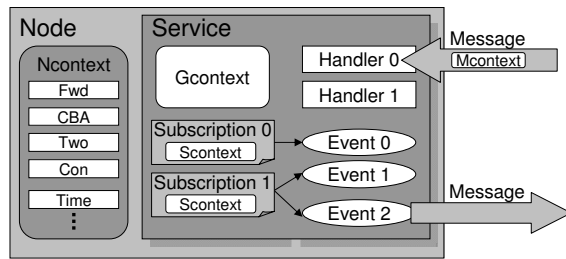 Node
Ncontext
Fwd
CBA
Two
Con
Time
Service
Gcontext
Handler 0
Handler 1
Subscription 0
Scontext
Subscription 1
Scontext
Event 0
Event 1
Event 2
Message
Mcontext
Message